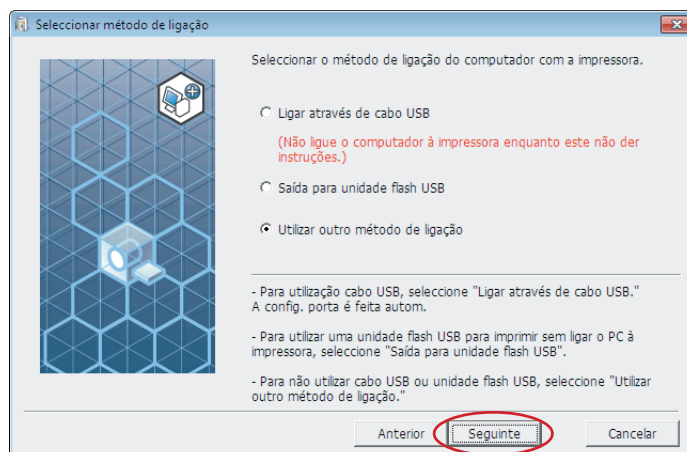 Seleccionar método de ligação
Seleccionar o método de ligação do computador com a impressora.
Ligar através de cabo USB
(Não ligue o computador à impressora enquanto este não der
instruções.)
Saída para unidade flash USB
Utilizar outro método de ligação
- Para utilização cabo USB, seleccione "Ligar através de cabo USB."
A config. porta é feita autom.
- Para utilizar uma unidade flash USB para imprimir sem ligar o PC à
impressora, seleccione "Saída para unidade flash USB".
- Para não utilizar cabo USB ou unidade flash USB, seleccione "Utilizar
outro método de ligação."
Anterior
Seguinte
Cancelar